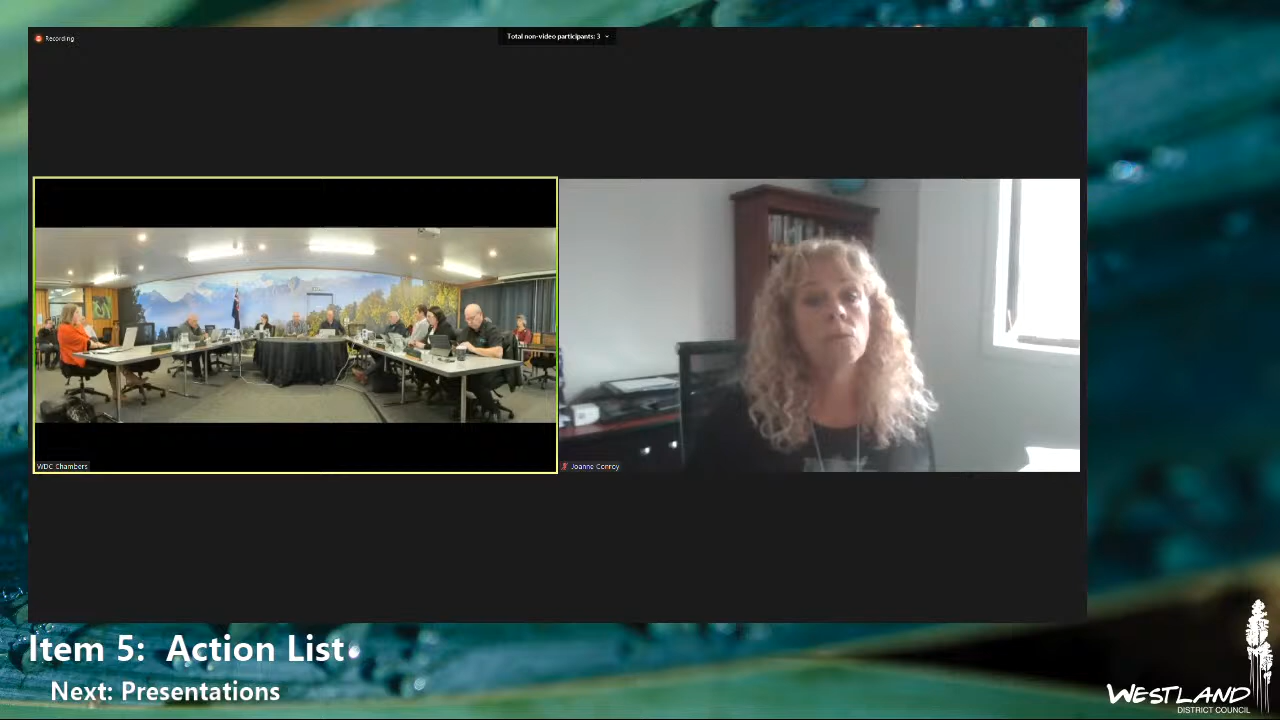 Recording
Total non-video participants: 3
WDC Chambers
Joanne Conroy
Item 5: Action List
Next: Presentations
WESTLAND
DISTRICT COUNCIL